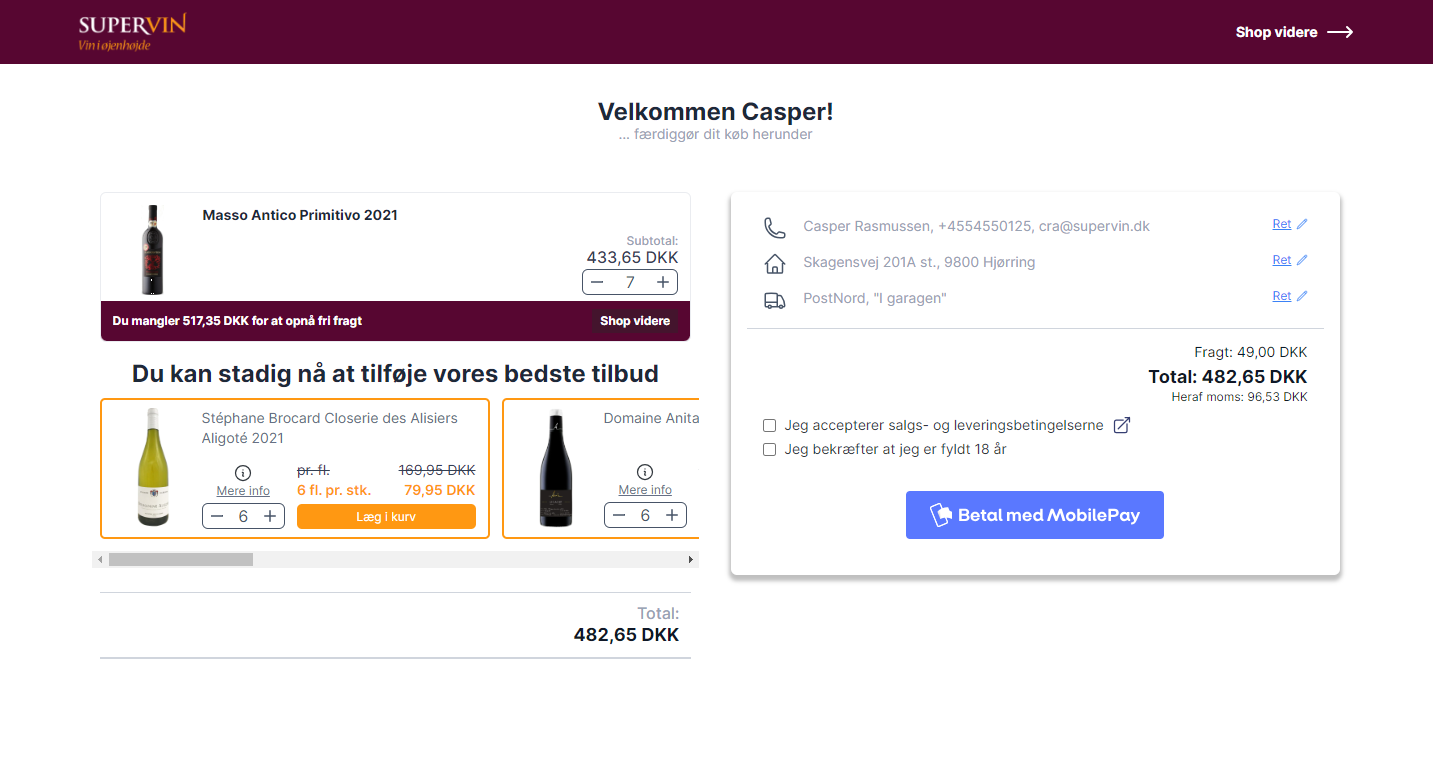 SUPERVIN
Vin i øjenhøjde
Shop videre
Velkommen Casper!
... færdiggør dit køb herunder
Masso Antico Primitivo 2021
Subtotal:
433,65 DKK
7
Du mangler 517,35 DKK for at opnå fri fragt
Shop videre
Du kan stadig nå at tilføje vores bedste tilbud
Stéphane Brocard Closerie des Alisiers
Aligoté 2021
Mere info
pr. fl. 169,95 DKK
6 fl. pr. stk. 79,95 DKK
6
Læg i kurv
Domaine Anita
Mere info
6
Total:
482,65 DKK
Casper Rasmussen, +4554550125, cra@supervin.dk
Ret
Skagensvej 201A st., 9800 Hjørring
Ret
PostNord, "I garagen"
Ret
Fragt: 49,00 DKK
Total: 482,65 DKK
Heraf moms: 96,53 DKK
Jeg accepterer salgs- og leveringsbetingelserne
Jeg bekræfter at jeg er fyldt 18 år
Betal med MobilePay